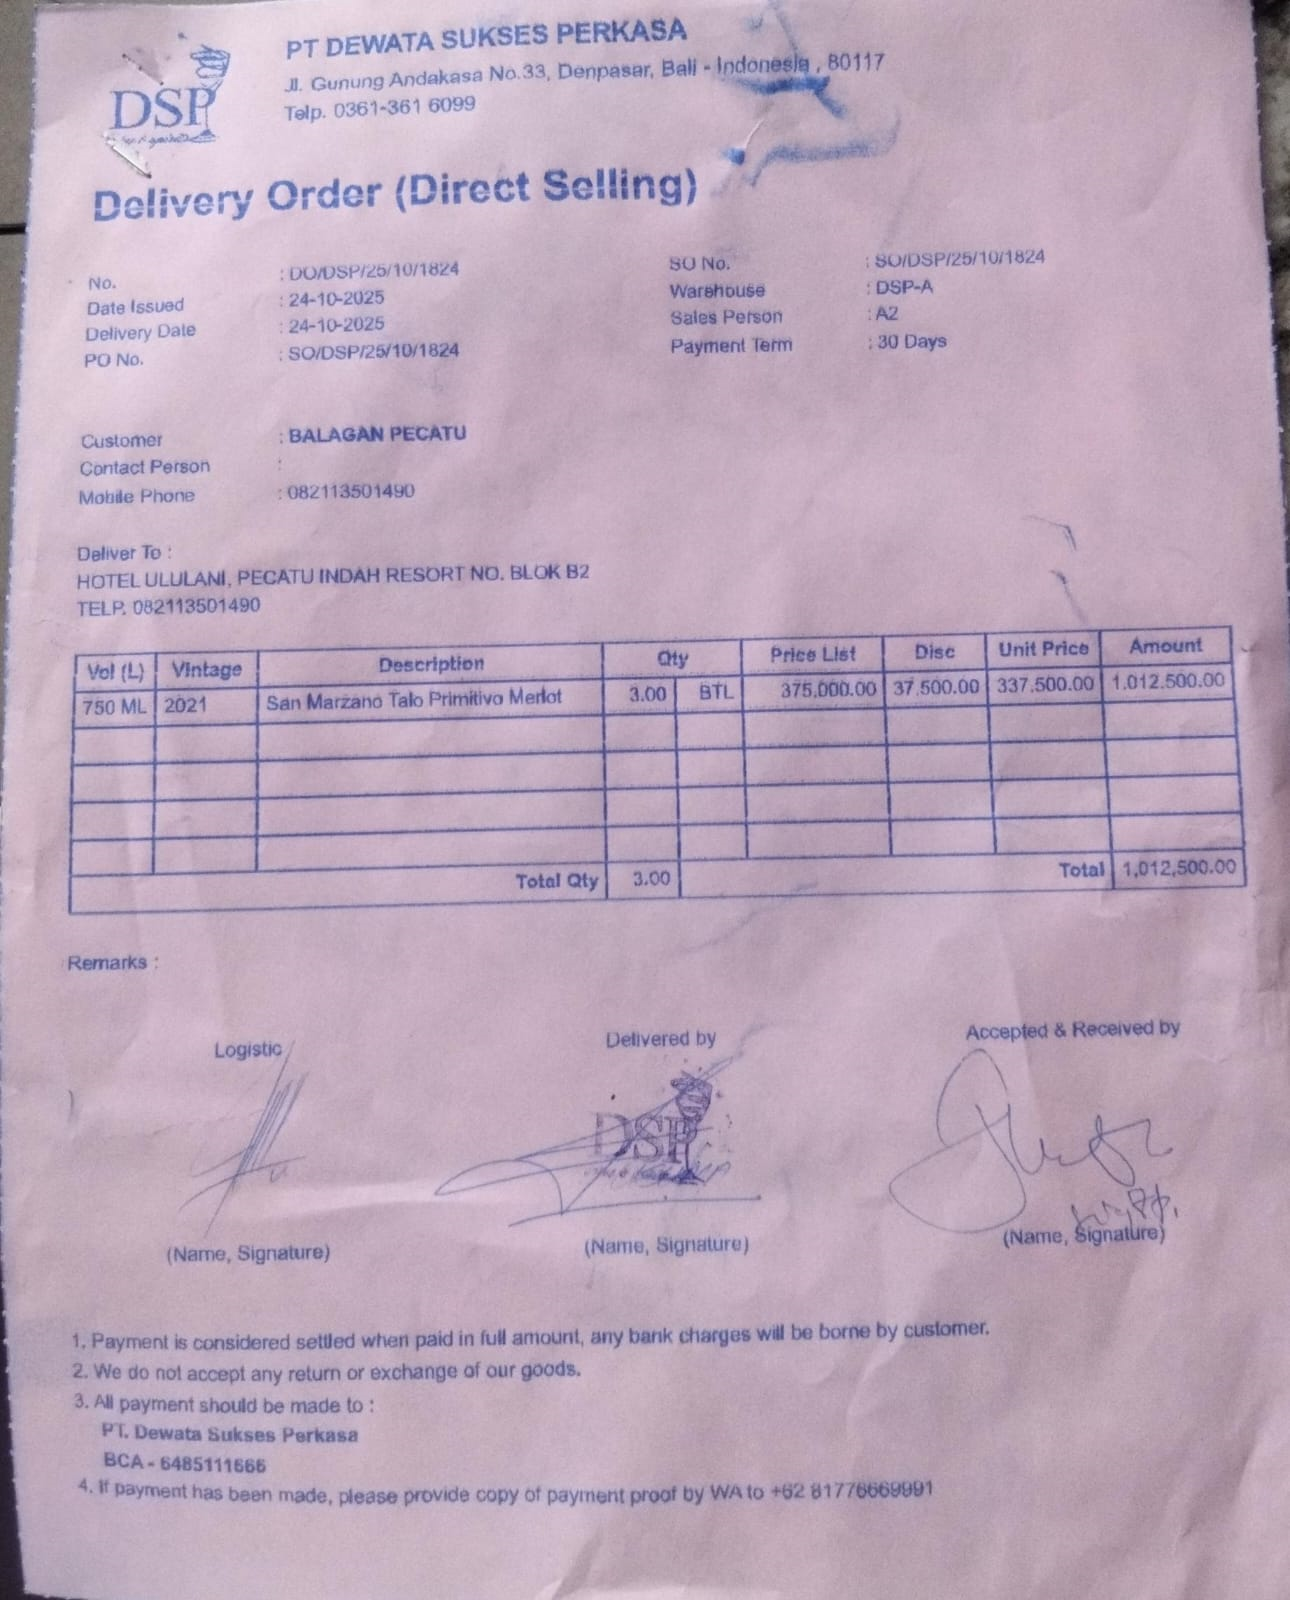 DSP
PT DEWATA SUKSES PERKASA
Jl. Gunung Andakasa No.33, Denpasar, Bali - Indonesia , 80117
Telp. 0361-361 6099
Delivery Order (Direct Selling)
No. : DO/DSP/25/10/1824 SO No. : SO/DSP/25/10/1824
Date Issued : 24-10-2025 Warehouse : DSP-A
Delivery Date : 24-10-2025 Sales Person : A2
PO No. : SO/DSP/25/10/1824 Payment Term : 30 Days
Customer : BALAGAN PECATU
Contact Person :
Mobile Phone : 082113501490
Deliver To :
HOTEL ULULANI, PECATU INDAH RESORT NO. BLOK B2
TELP. 082113501490
Vol (L) Vintage Description Qty Price List Disc Unit Price Amount
750 ML 2021 San Marzano Talo Primitivo Merlot 3.00 BTL 375,000.00 37,500.00 337,500.00 1,012,500.00
Total Qty 3.00 Total 1,012,500.00
Remarks :
Logistic Delivered by Accepted & Received by
DSP
(Name, Signature) (Name, Signature) (Name, Signature)
1. Payment is considered settled when paid in full amount, any bank charges will be borne by customer.
2. We do not accept any return or exchange of our goods.
3. All payment should be made to :
PT. Dewata Sukses Perkasa
BCA - 6485111666
4. If payment has been made, please provide copy of payment proof by WA to +62 81776669991